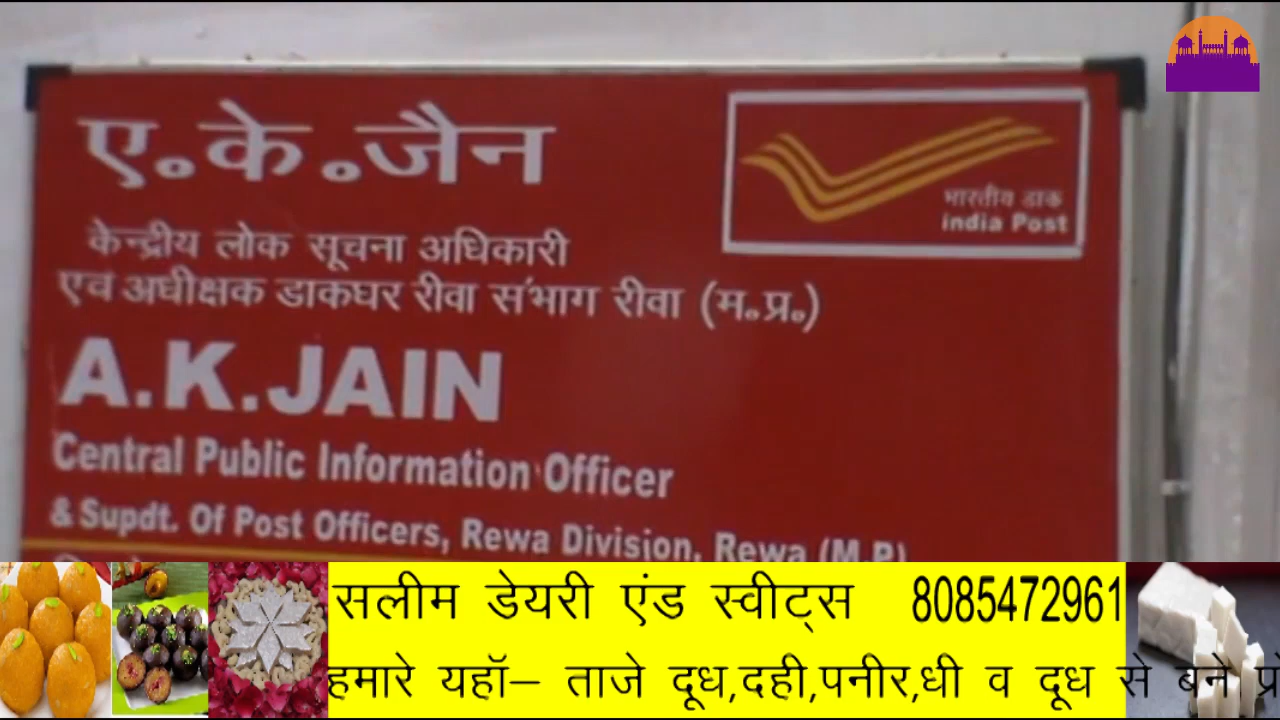 ए.के.जैन
भारतीय डाक
India Post
केन्द्रीय लोक सूचना अधिकारी
एवं अधीक्षक डाकघर रीवा संभाग रीवा (म.प्र.)
A.K.JAIN
Central Public Information Officer
& Supdt. Of Post Officers, Rewa Division, Rewa (M.P)
सलीम डेयरी एंड स्वीट्स 8085472961
हमारे यहॉ– ताजे दूध,दही,पनीर,धी व दूध से बने